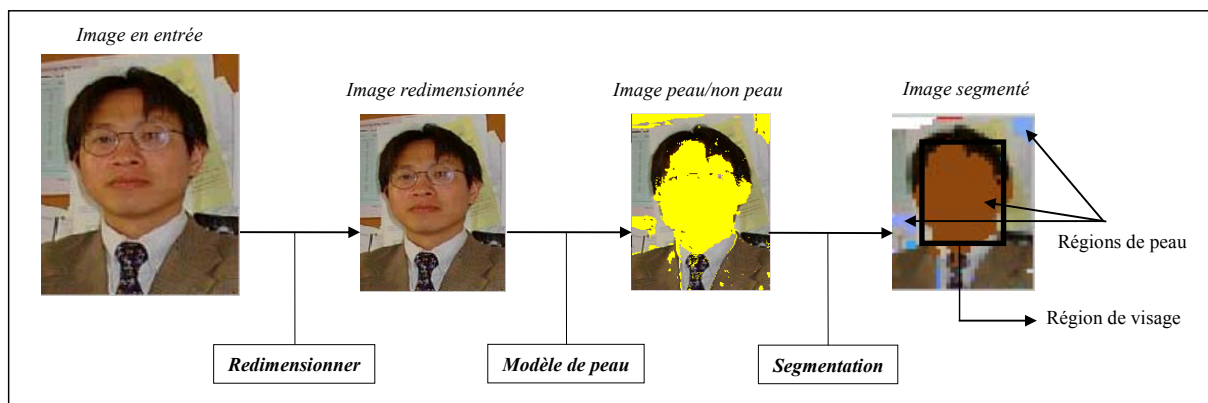 Image en entrée
Image redimensionnée
Image peau/non peau
Image segmenté
Régions de peau
Région de visage
Redimensionner
Modèle de peau
Segmentation